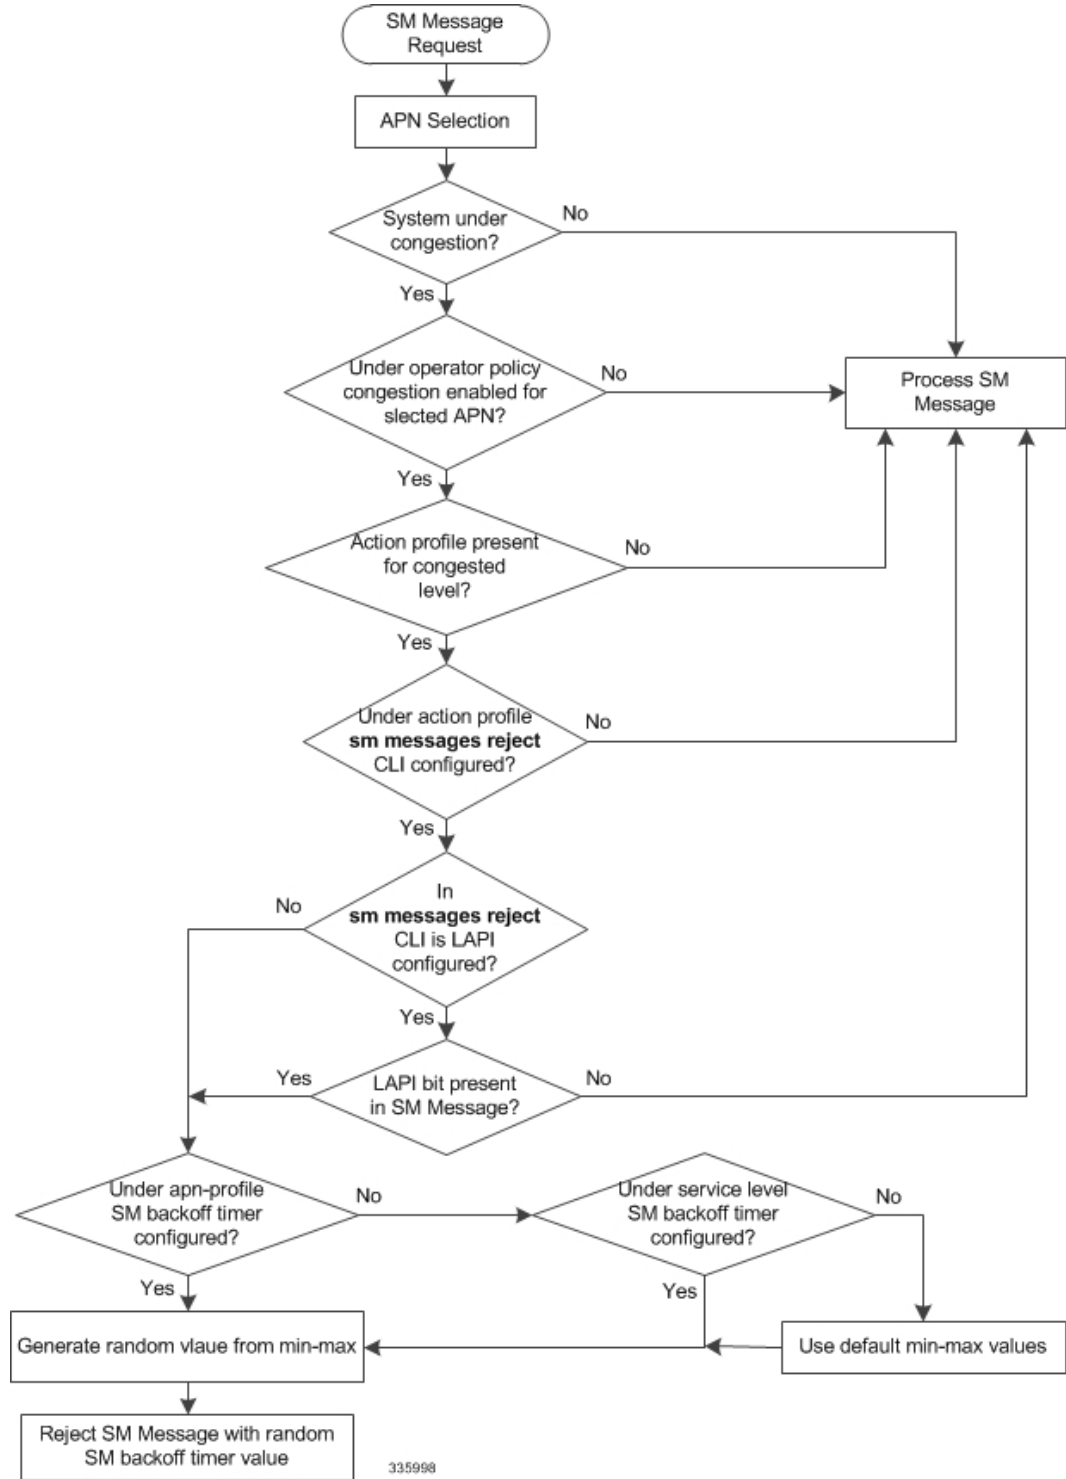 SM Message
Request
APN Selection
System under
congestion?
No
Yes
Under operator policy
congestion enabled for
slected APN?
No
Process SM
Message
Yes
Action profile present
for congested
level?
No
Yes
Under action profile
sm messages reject
CLI configured?
No
Yes
In
sm messages reject
CLI is LAPI
configured?
No
Yes
LAPI bit present
in SM Message?
Yes
No
Under apn-profile
SM backoff timer
configured?
No
Under service level
SM backoff timer
configured?
No
Yes
Yes
Generate random vlaue from min-max
Use default min-max values
Reject SM Message with random
SM backoff timer value
335998